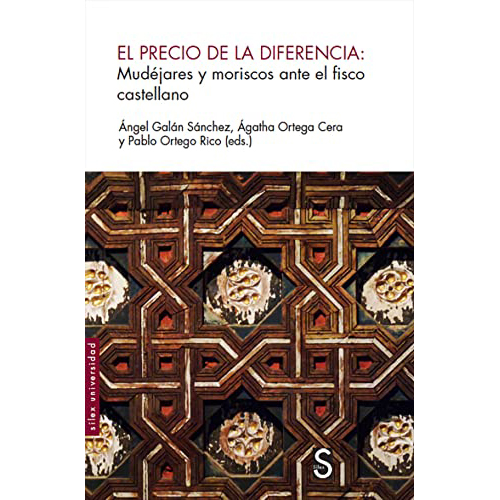 EL PRECIO DE LA DIFERENCIA:
Mudéjares y moriscos ante el fisco
castellano
Ángel Galán Sánchez, Ágatha Ortega Cera
y Pablo Ortego Rico (eds.)
sílex universidad
S
Sílex